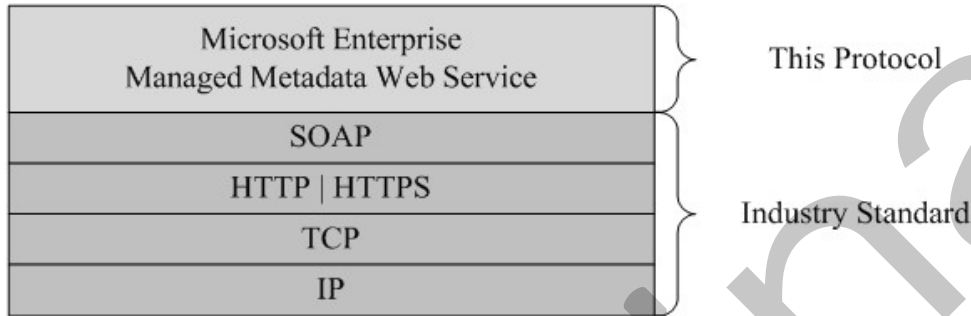 Microsoft Enterprise
Managed Metadata Web Service
This Protocol
SOAP
HTTP | HTTPS
TCP
IP
Industry Standard